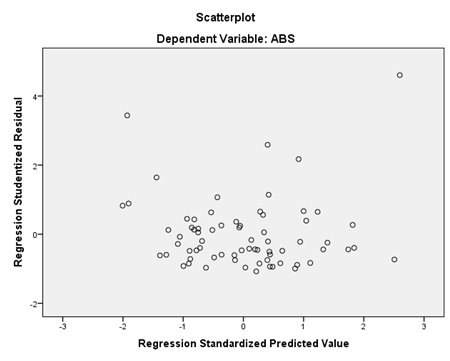 Scatterplot
Dependent Variable: ABS
Regression Studentized Residual
4
2
0
-2
-3
-2
-1
0
1
2
3
Regression Standardized Predicted Value